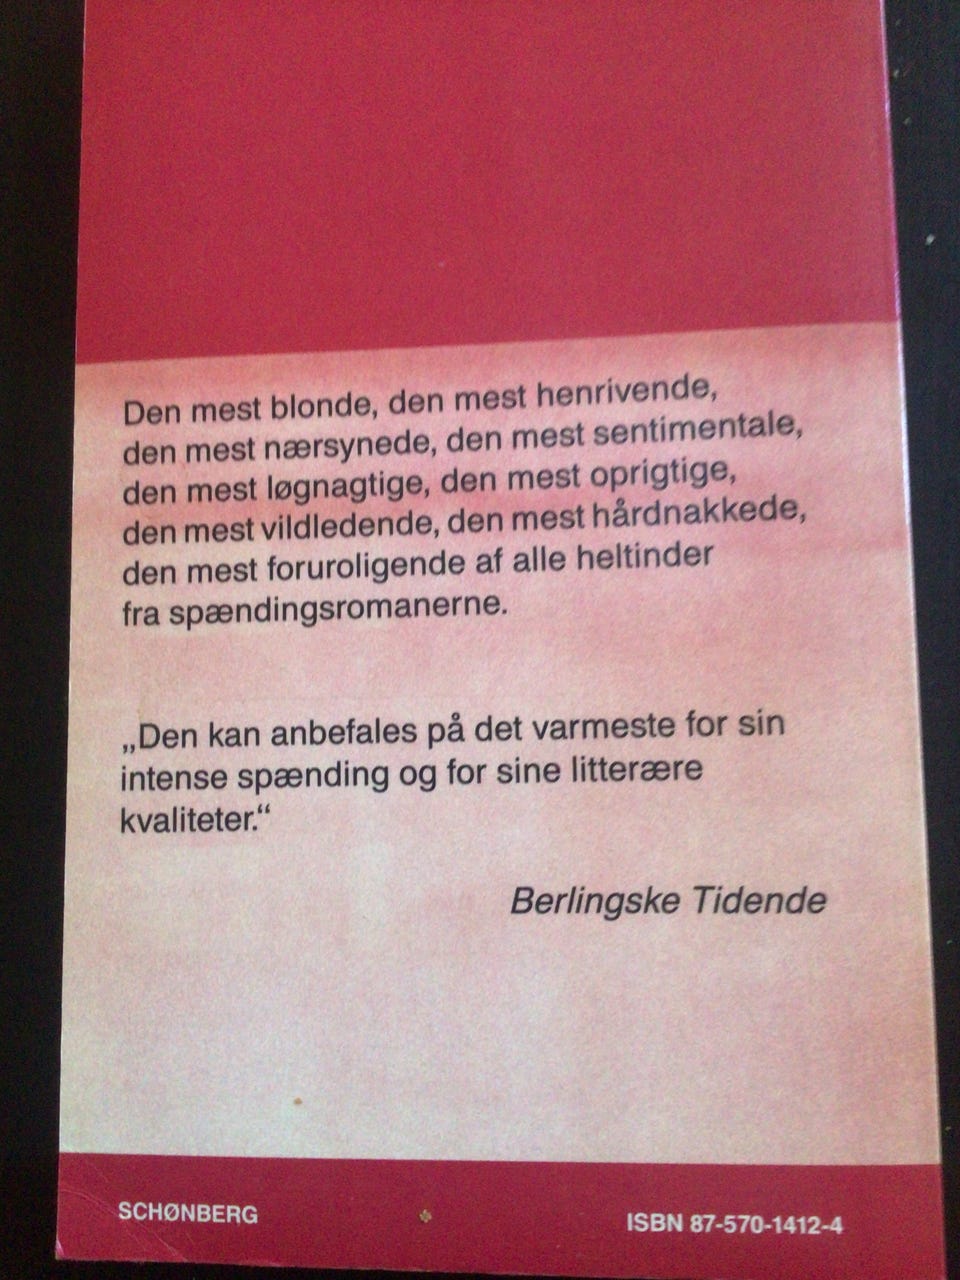 Den mest blonde, den mest henrivende,
den mest nærsynede, den mest sentimentale,
den mest løgnagtige, den mest oprigtige,
den mest vildledende, den mest hårdnakkede,
den mest foruroligende af alle heltinder
fra spændingsromanerne.
„Den kan anbefales på det varmeste for sin
intense spænding og for sine litterære
kvaliteter.“
Berlingske Tidende
SCHØNBERG
ISBN 87-570-1412-4